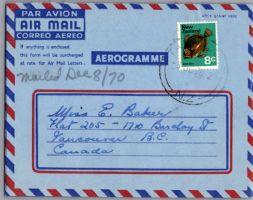 PAR AVION
AIR MAIL
CORREO AEREO
If anything is enclosed
this form will be surcharged
at rate for Air Mail Letters.
AEROGRAMME
New Zealand
8c
Mailed Dec 8/70
N.Z.
Miss E. Baker
Flat 205 - 1710 Barclay St
Vancouver B.C.
Canada